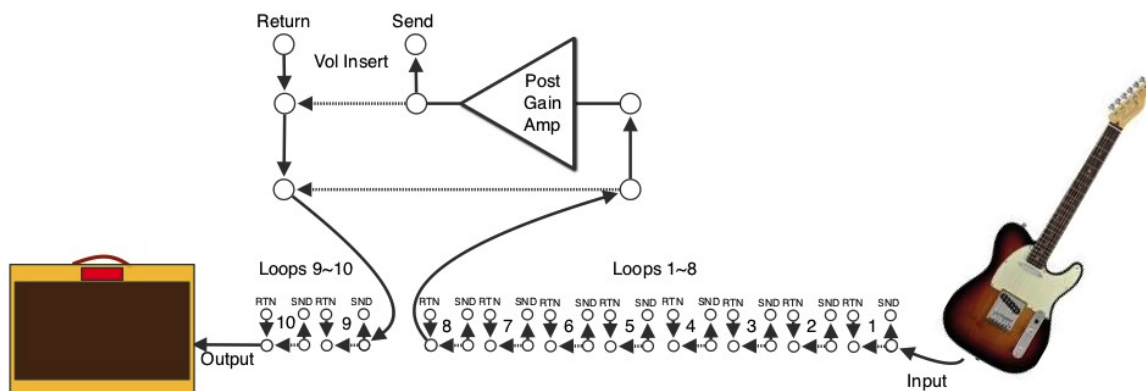 Return
Send
Vol Insert
Post
Gain
Amp
Loops 9~10
Loops 1~8
RTN SND RTN SND RTN SND RTN SND RTN SND RTN SND RTN SND RTN SND RTN SND RTN SND
10 9 8 7 6 5 4 3 2 1
Output
Input